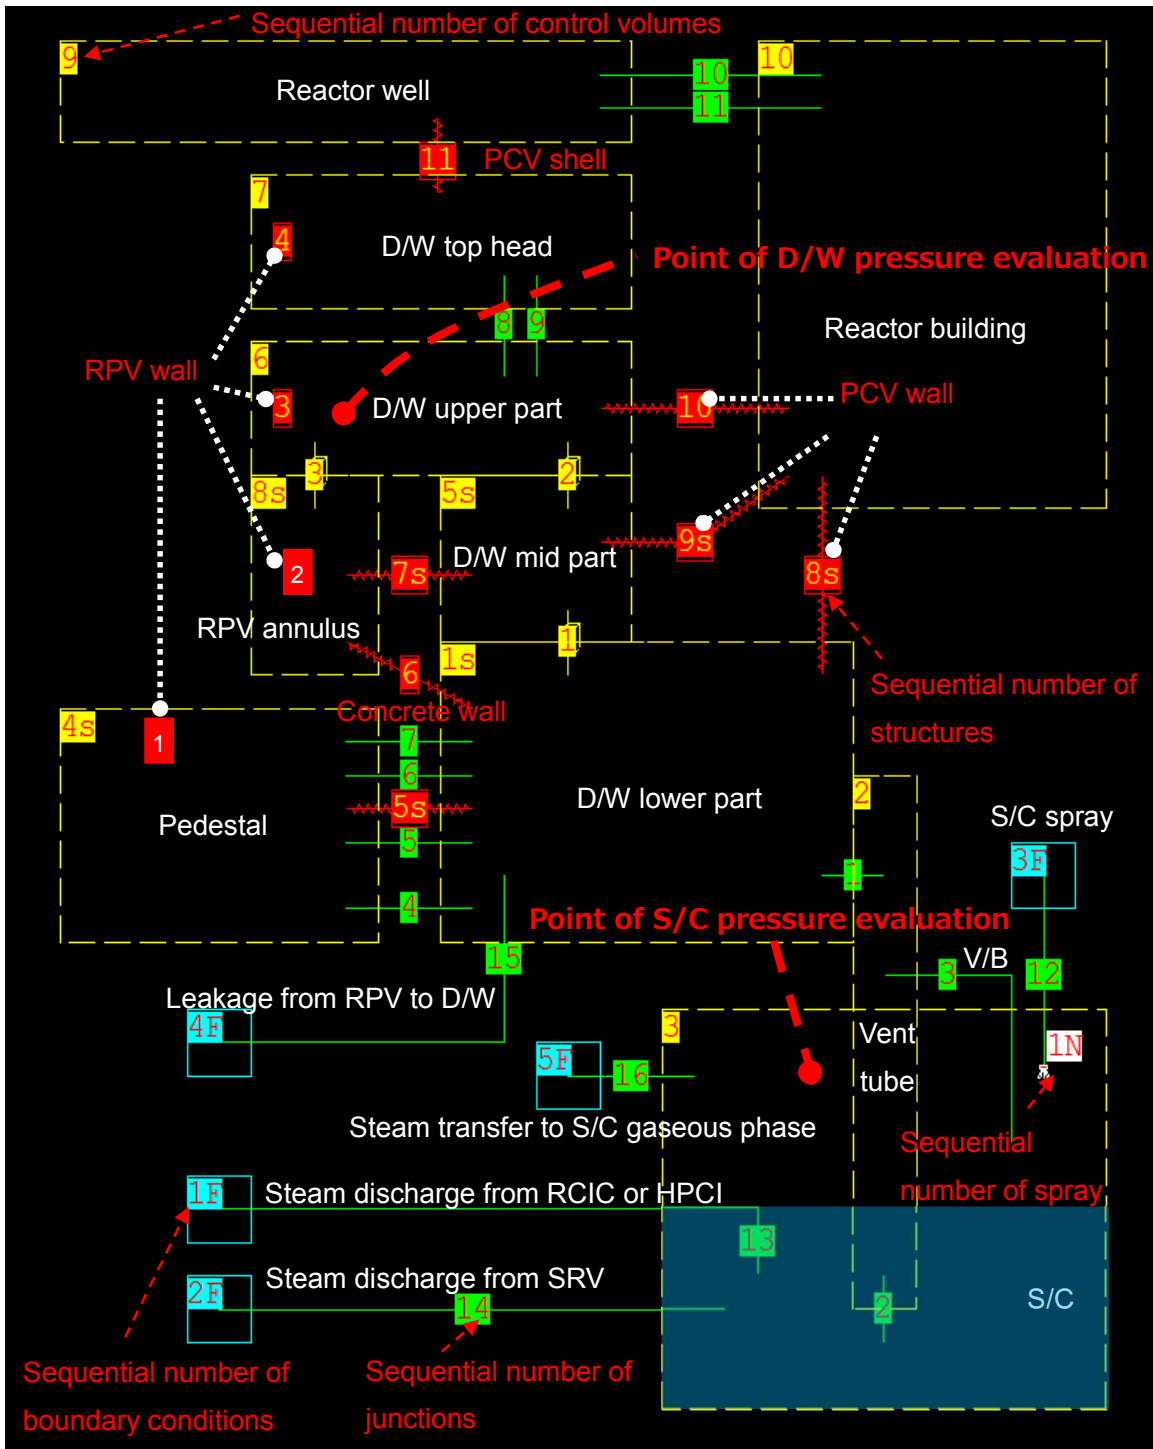 Sequential number of control volumes
9
10
Reactor well
10
11
11
PCV shell
7
4
D/W top head
Point of D/W pressure evaluation
8
9
Reactor building
6
RPV wall
3
D/W upper part
10
PCV wall
3
2
8s
5s
2
7s
D/W mid part
9s
8s
RPV annulus
1
1s
6
Sequential number of
structures
Concrete wall
4s
1
7
6
5s
5
4
Pedestal
D/W lower part
2
S/C spray
3F
1
Point of S/C pressure evaluation
15
3
V/B
12
Leakage from RPV to D/W
4F
3
Vent
tube
1N
5F
16
Steam transfer to S/C gaseous phase
Sequential
number of spray
1F
Steam discharge from RCIC or HPCI
13
2F
Steam discharge from SRV
14
2
S/C
Sequential number of
boundary conditions
Sequential number of
junctions